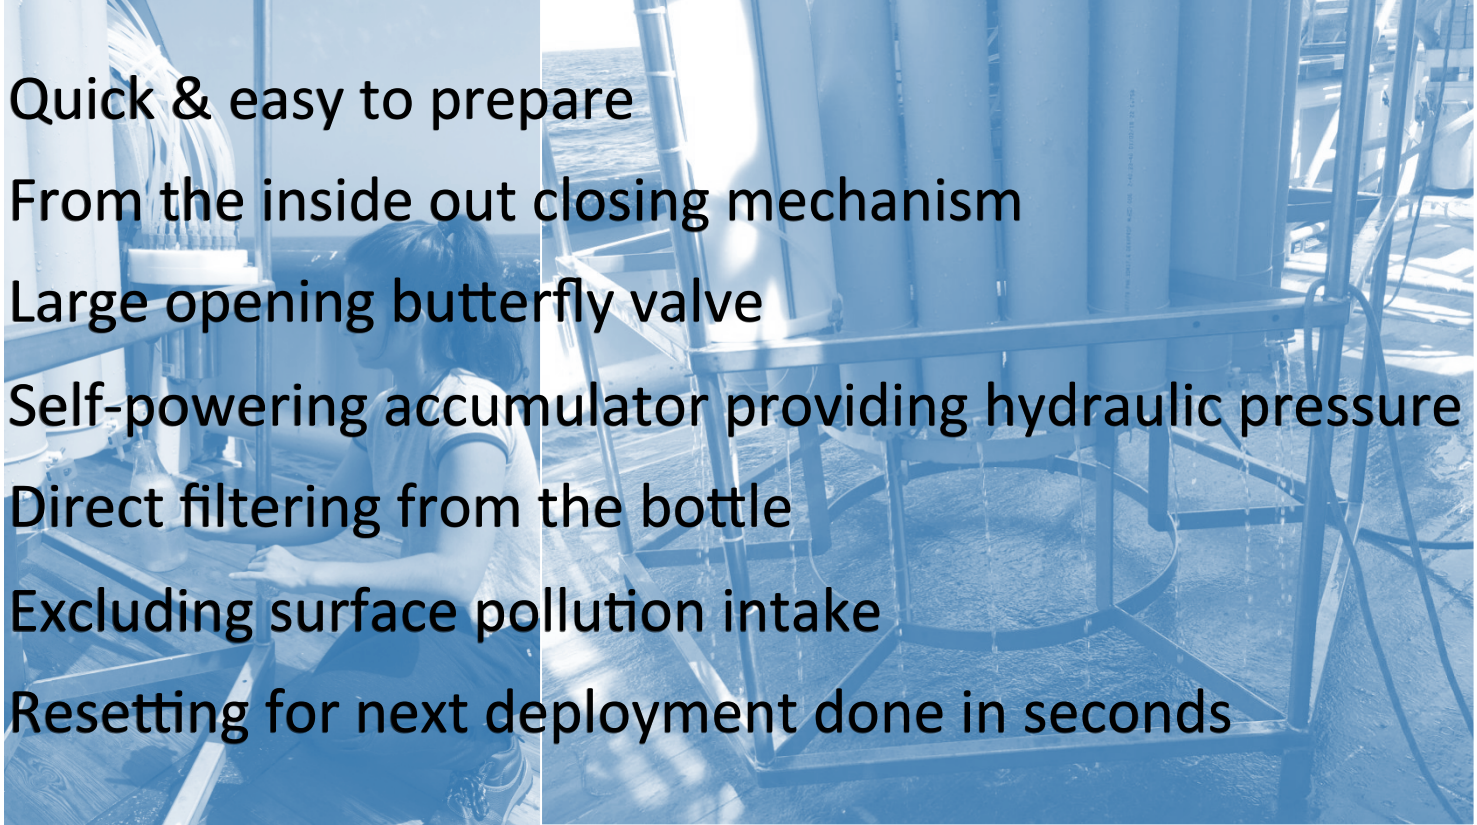 Quick & easy to prepare
From the inside out closing mechanism
Large opening butterfly valve
Self-powering accumulator providing hydraulic pressure
Direct filtering from the bottle
Excluding surface pollution intake
Resetting for next deployment done in seconds